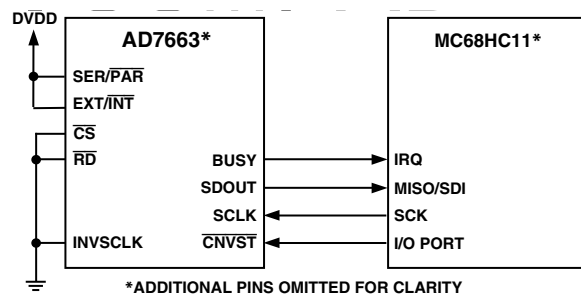 DVDD
AD7663*
MC68HC11*
SER/PAR
EXT/INT
CS
RD
BUSY
IRQ
SDOUT
MISO/SDI
SCLK
SCK
INVSCLK
CNVST
I/O PORT
*ADDITIONAL PINS OMITTED FOR CLARITY